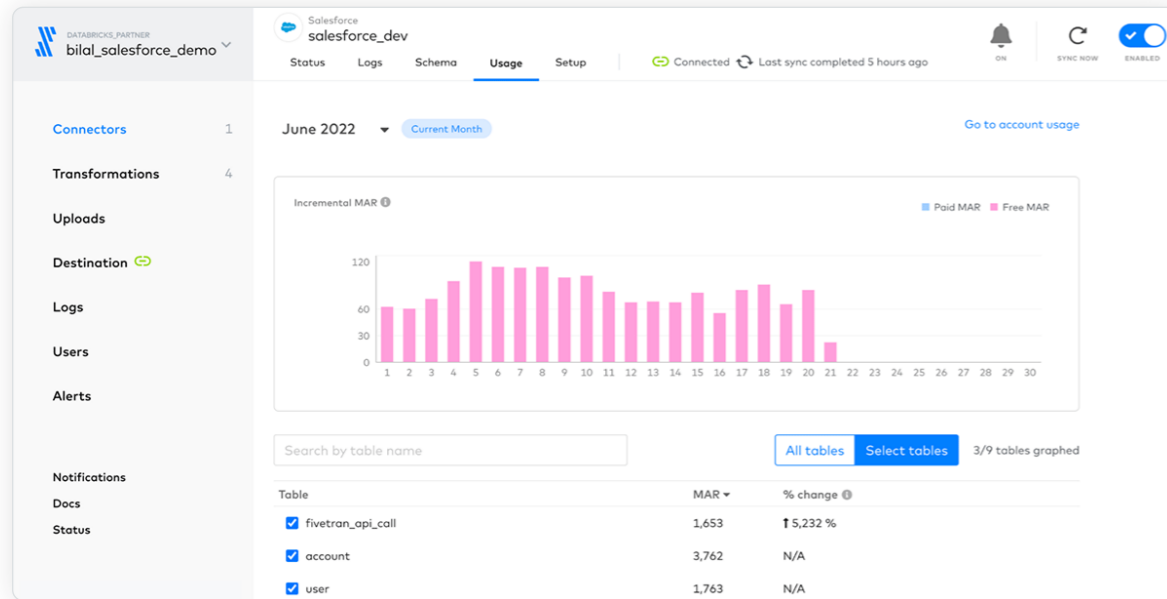 DATABRICKS_PARTNER
bilal_salesforce_demo
Connectors 1
Transformations 4
Uploads
Destination
Logs
Users
Alerts
Notifications
Docs
Status
Salesforce
salesforce_dev
Status Logs Schema Usage Setup Connected Last sync completed 5 hours ago
ON SYNC NOW ENABLED
June 2022 Current Month Go to account usage
Incremental MAR
Paid MAR Free MAR
120
60
30
0
1 2 3 4 5 6 7 8 9 10 11 12 13 14 15 16 17 18 19 20 21 22 23 24 25 26 27 28 29 30
Search by table name All tables Select tables 3/9 tables graphed
Table MAR % change
fivetran_api_call 1,653 5,232 %
account 3,762 N/A
user 1,763 N/A